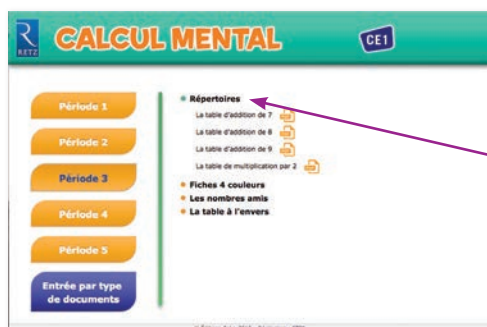 RETZ
CALCUL MENTAL
CE1
Période 1
Période 2
Période 3
Période 4
Période 5
Entrée par type
de documents
Répertoires
La table d'addition de 7
La table d'addition de 8
La table d'addition de 9
La table de multiplication par 2
Fiches 4 couleurs
Les nombres amis
La table à l'envers